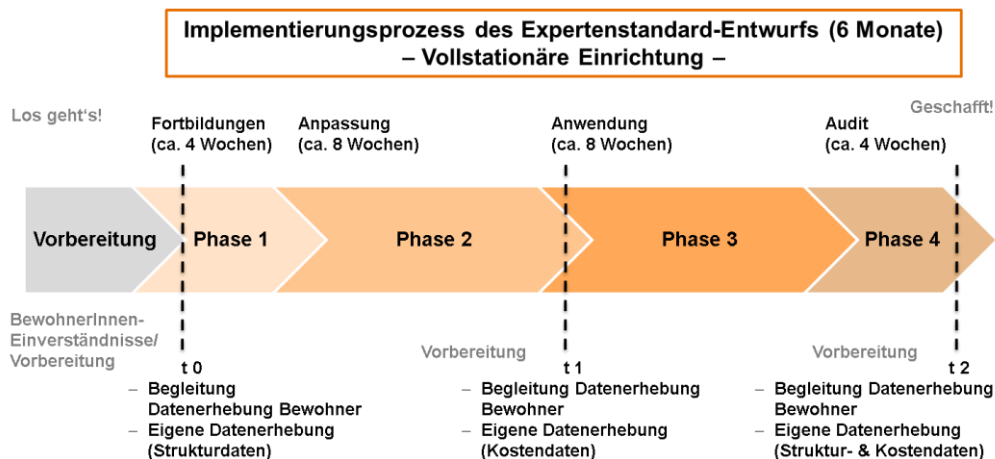 Implementierungsprozess des Expertenstandard-Entwurfs (6 Monate)
– Vollstationäre Einrichtung –
Los geht's!
Geschafft!
Fortbildungen
(ca. 4 Wochen)
Anpassung
(ca. 8 Wochen)
Anwendung
(ca. 8 Wochen)
Audit
(ca. 4 Wochen)
Vorbereitung
Phase 1
Phase 2
Phase 3
Phase 4
BewohnerInnen-
Einverständnisse/
Vorbereitung
t 0
– Begleitung
Datenerhebung Bewohner
– Eigene Datenerhebung
(Strukturdaten)
Vorbereitung
t 1
– Begleitung Datenerhebung
Bewohner
– Eigene Datenerhebung
(Kostendaten)
Vorbereitung
t 2
– Begleitung Datenerhebung
Bewohner
– Eigene Datenerhebung
(Struktur- & Kostendaten)